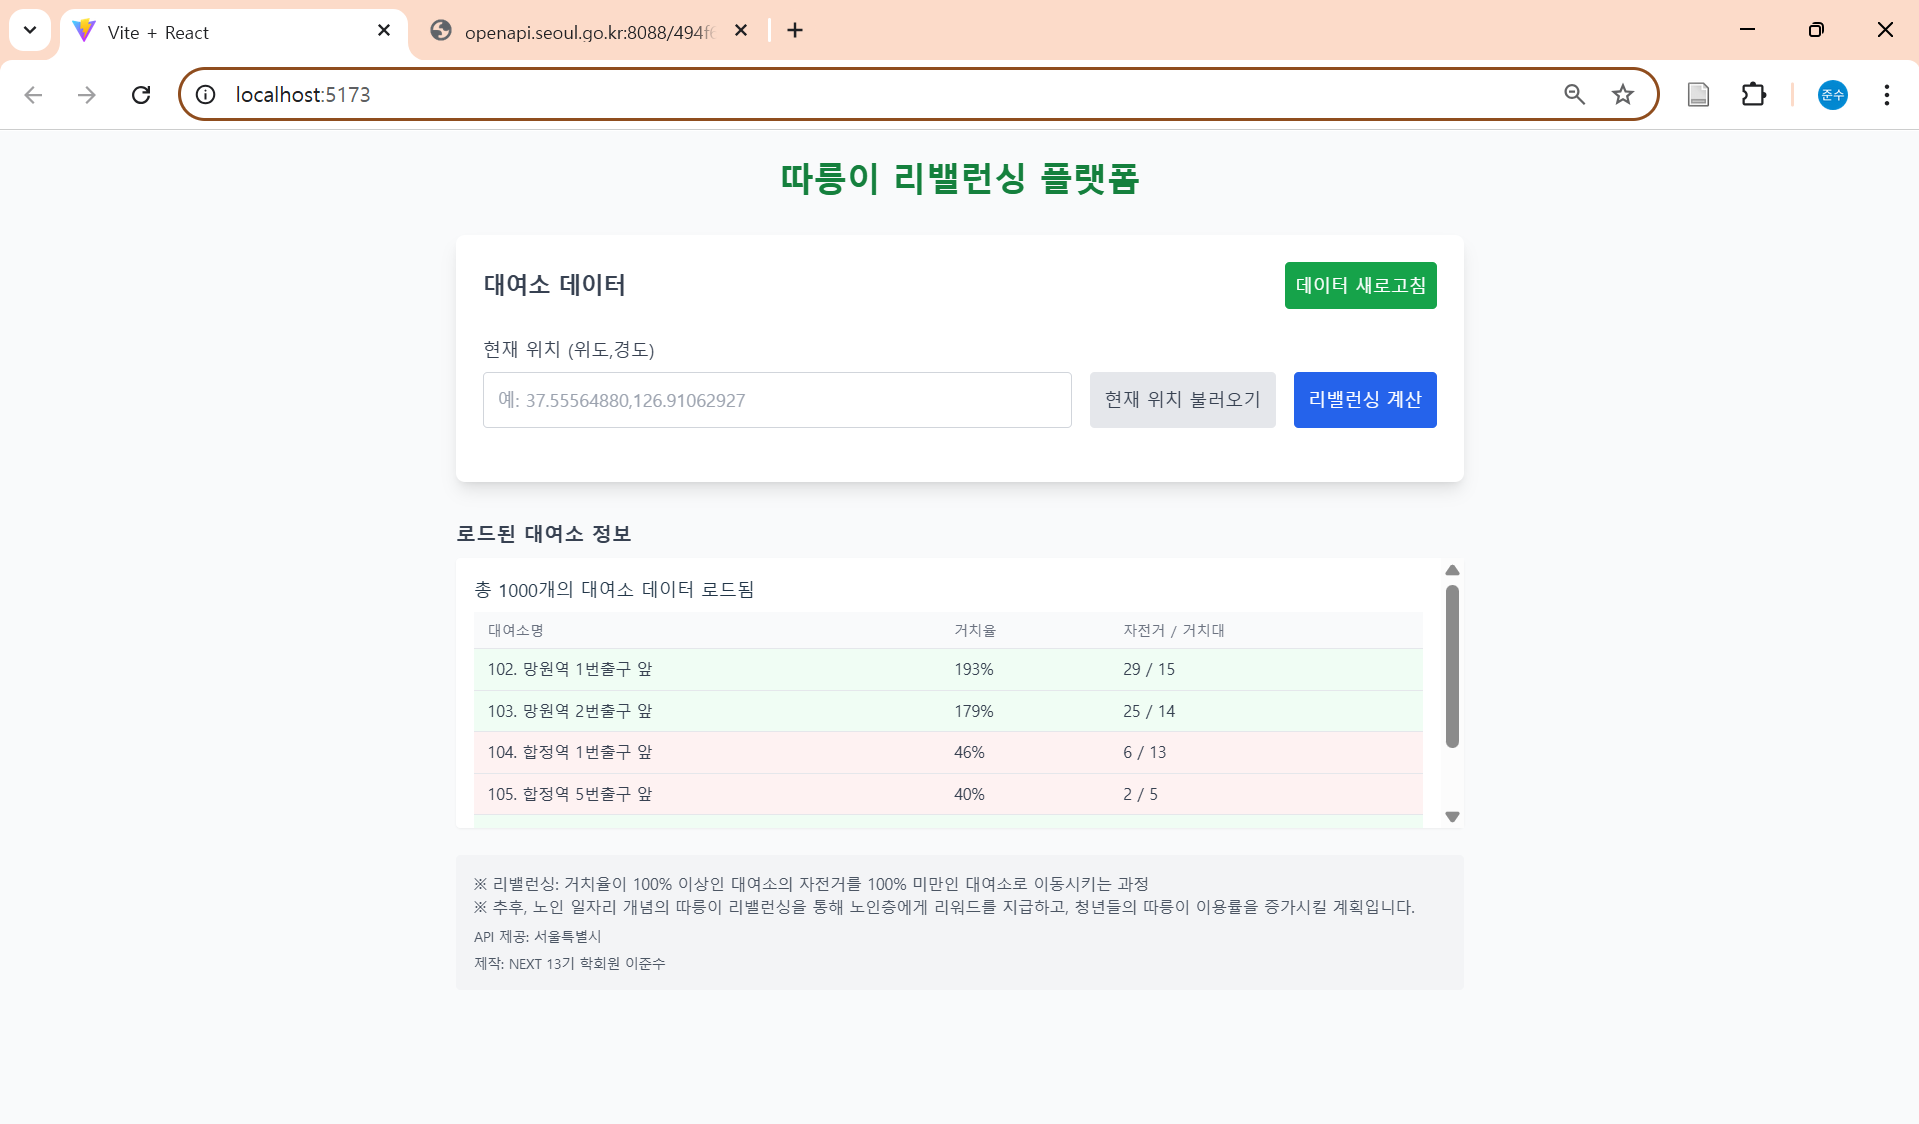 Vite + React
openapi.seoul.go.kr:8088/494f6
localhost:5173
준수
따릉이 리밸런싱 플랫폼
대여소 데이터
데이터 새로고침
현재 위치 (위도,경도)
예: 37.55564880,126.91062927
현재 위치 불러오기
리밸런싱 계산
로드된 대여소 정보
총 1000개의 대여소 데이터 로드됨
대여소명 거치율 자전거 / 거치대
102. 망원역 1번출구 앞 193% 29 / 15
103. 망원역 2번출구 앞 179% 25 / 14
104. 합정역 1번출구 앞 46% 6 / 13
105. 합정역 5번출구 앞 40% 2 / 5
※ 리밸런싱: 거치율이 100% 이상인 대여소의 자전거를 100% 미만인 대여소로 이동시키는 과정
※ 추후, 노인 일자리 개념의 따릉이 리밸런싱을 통해 노인층에게 리워드를 지급하고, 청년들의 따릉이 이용률을 증가시킬 계획입니다.
API 제공: 서울특별시
제작: NEXT 13기 학회원 이준수